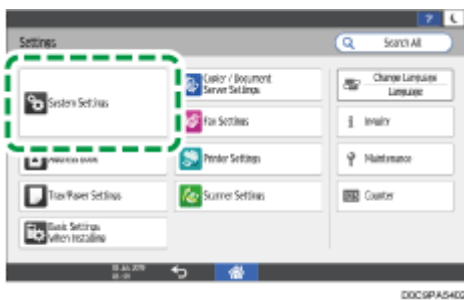 ?
Settings
Search All
System Settings
Copier / Document
Server Settings
Change Language
Language
Fax Settings
Inquiry
Address Book
Printer Settings
Maintenance
Tray/Paper Settings
Scanner Settings
Counter
Basic Settings
When Installing
D0C9PA5402